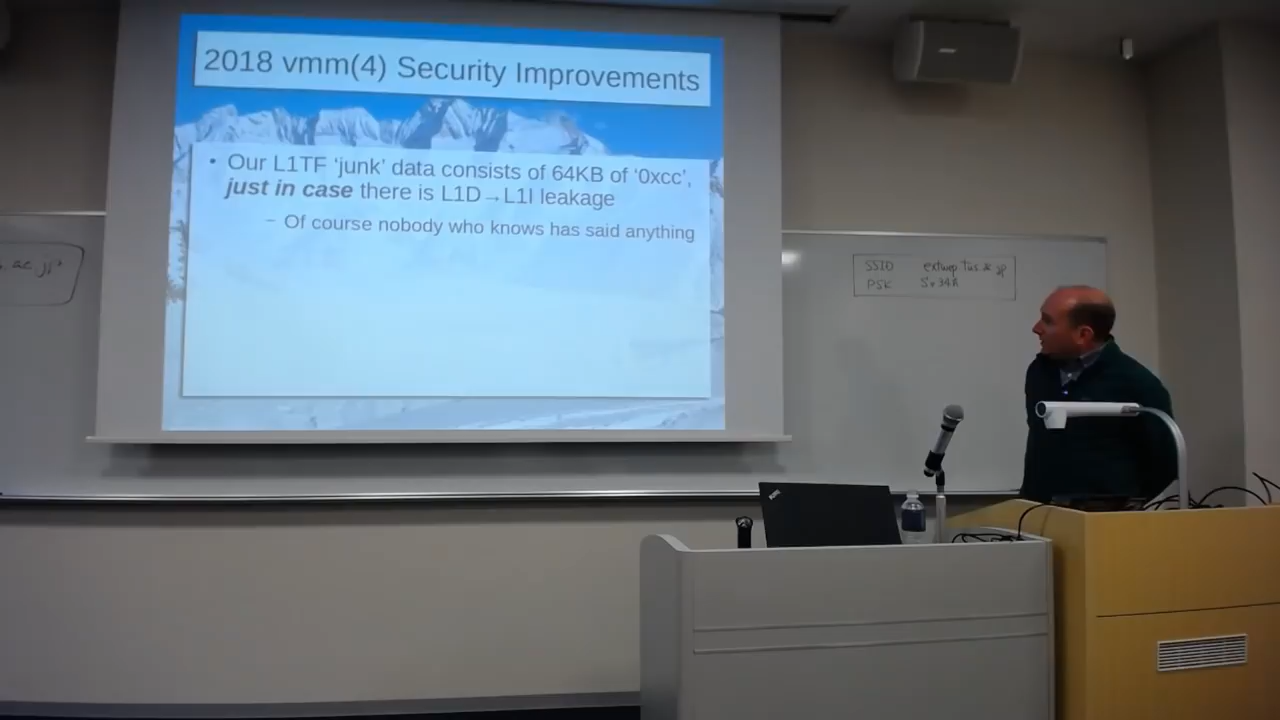 2018 vmm(4) Security Improvements
• Our L1TF ‘junk’ data consists of 64KB of ‘0xcc’,
just in case there is L1D→L1I leakage
– Of course nobody who knows has said anything
SSID
PSK